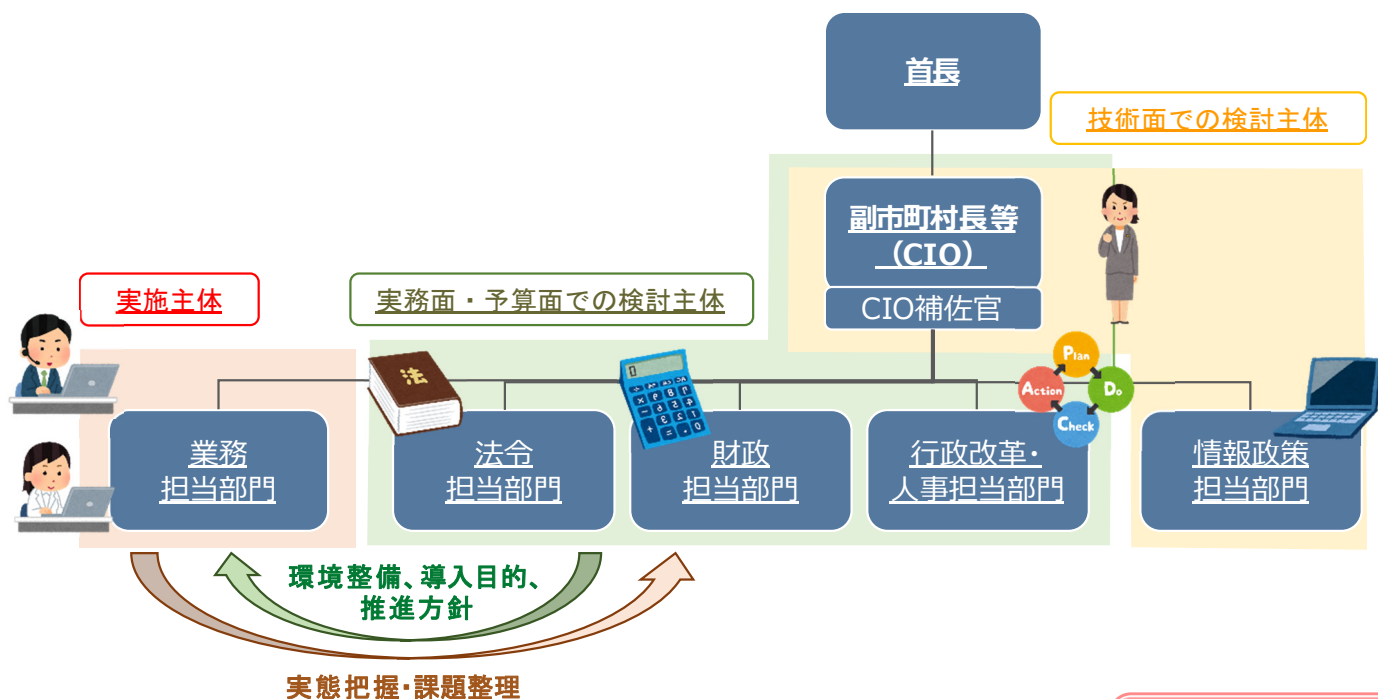 首長
技術面での検討主体
副市町村長等
（CIO）
CIO補佐官
実施主体
実務面・予算面での検討主体
法
Plan
Do
Check
Action
業務
担当部門
法令
担当部門
財政
担当部門
行政改革・
人事担当部門
情報政策
担当部門
環境整備、導入目的、
推進方針
実態把握・課題整理